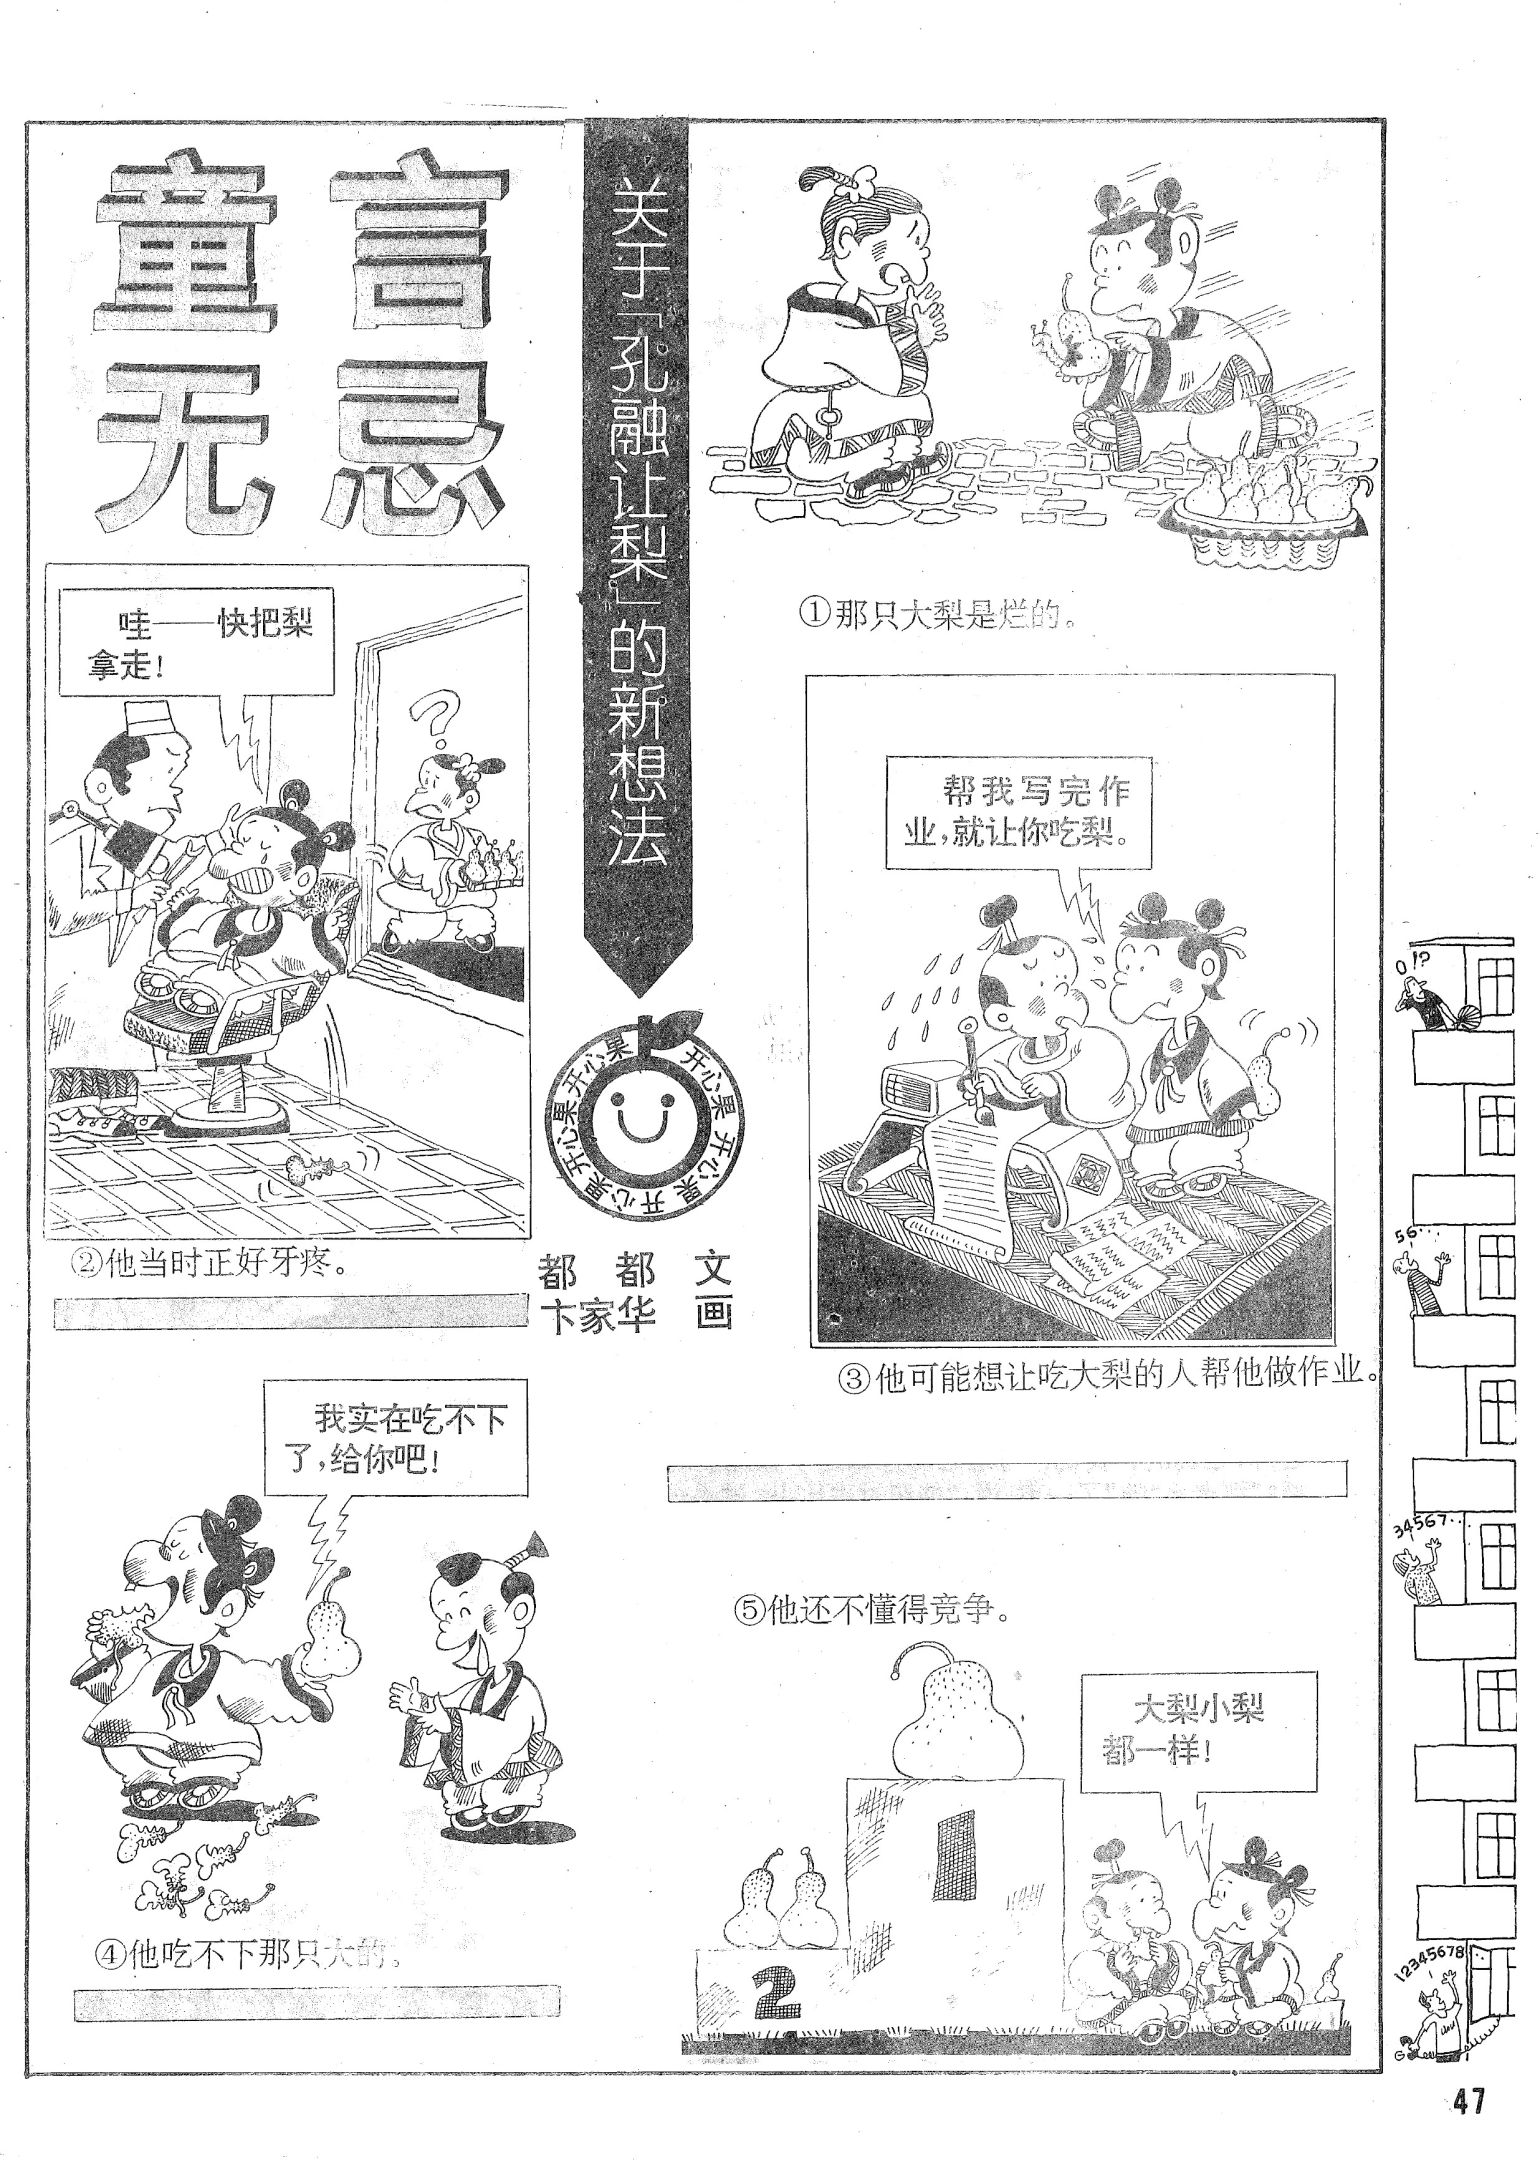 童言
无忌
关于「孔融让梨」的新想法
①那只大梨是烂的。
哇——快把梨
拿走!
②他当时正好牙疼。
开心果 开心果 开心果 开心果 开心果
都 都 文
卞家华 画
帮我写完作
业,就让你吃梨。
③他可能想让吃大梨的人帮他做作业。
我实在吃不下
了,给你吧!
④他吃不下那只大的。
⑤他还不懂得竞争。
大梨小梨
都一样!
1
2
?
0!?
56···
34567···
12345678
47